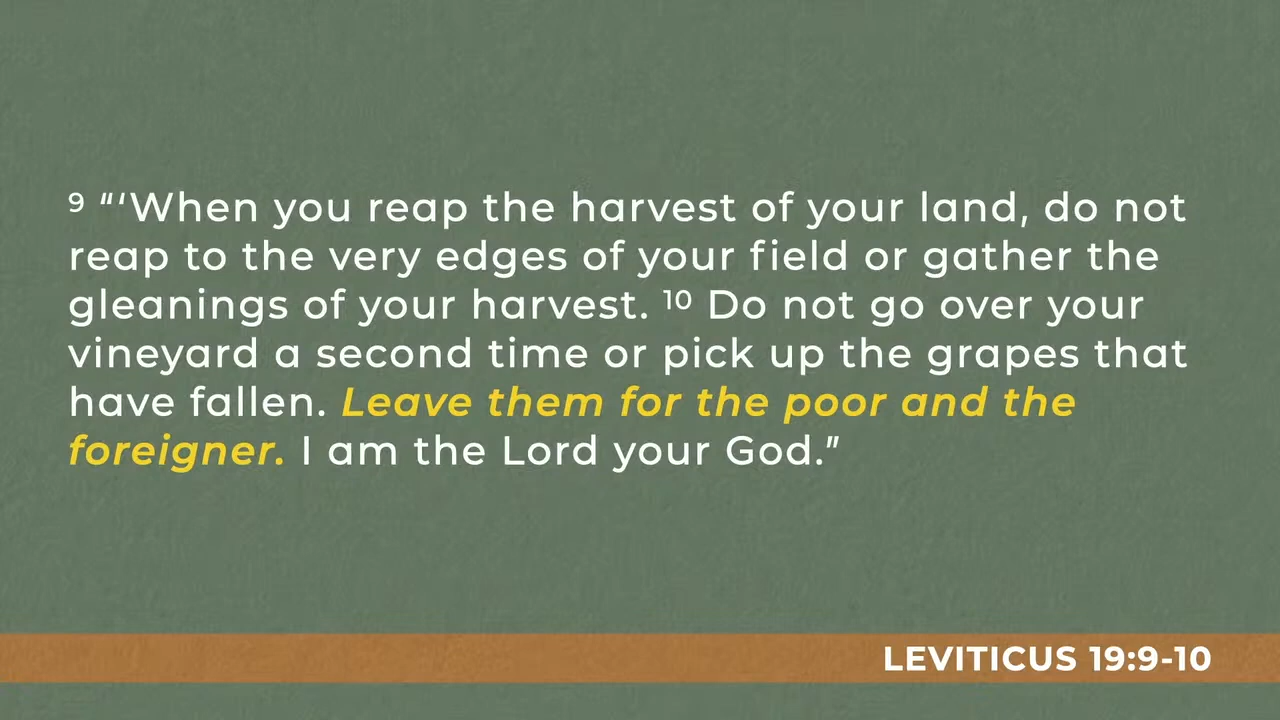 ⁹ “‘When you reap the harvest of your land, do not
reap to the very edges of your field or gather the
gleanings of your harvest. ¹⁰ Do not go over your
vineyard a second time or pick up the grapes that
have fallen. Leave them for the poor and the
foreigner. I am the Lord your God.”
LEVITICUS 19:9-10